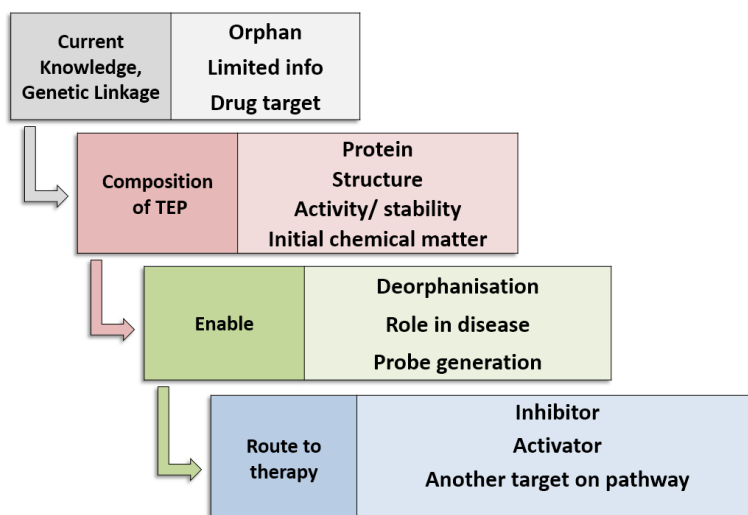 Current
Knowledge,
Genetic Linkage
Orphan
Limited info
Drug target
Composition
of TEP
Protein
Structure
Activity/ stability
Initial chemical matter
Enable
Deorphanisation
Role in disease
Probe generation
Route to
therapy
Inhibitor
Activator
Another target on pathway